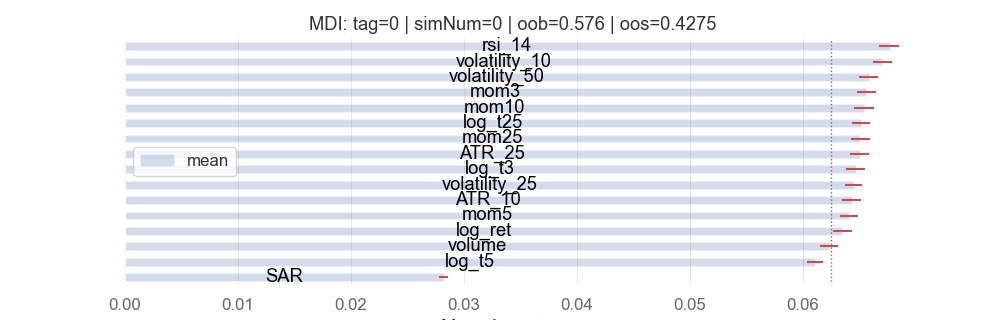 MDI: tag=0 | simNum=0 | oob=0.576 | oos=0.4275
rsi_14
volatility_10
volatility_50
mom3
mom10
log_t25
mom25
ATR_25
mean
log_t3
volatility_25
ATR_10
mom5
log_ret
volume
log_t5
SAR
0.00 0.01 0.02 0.03 0.04 0.05 0.06